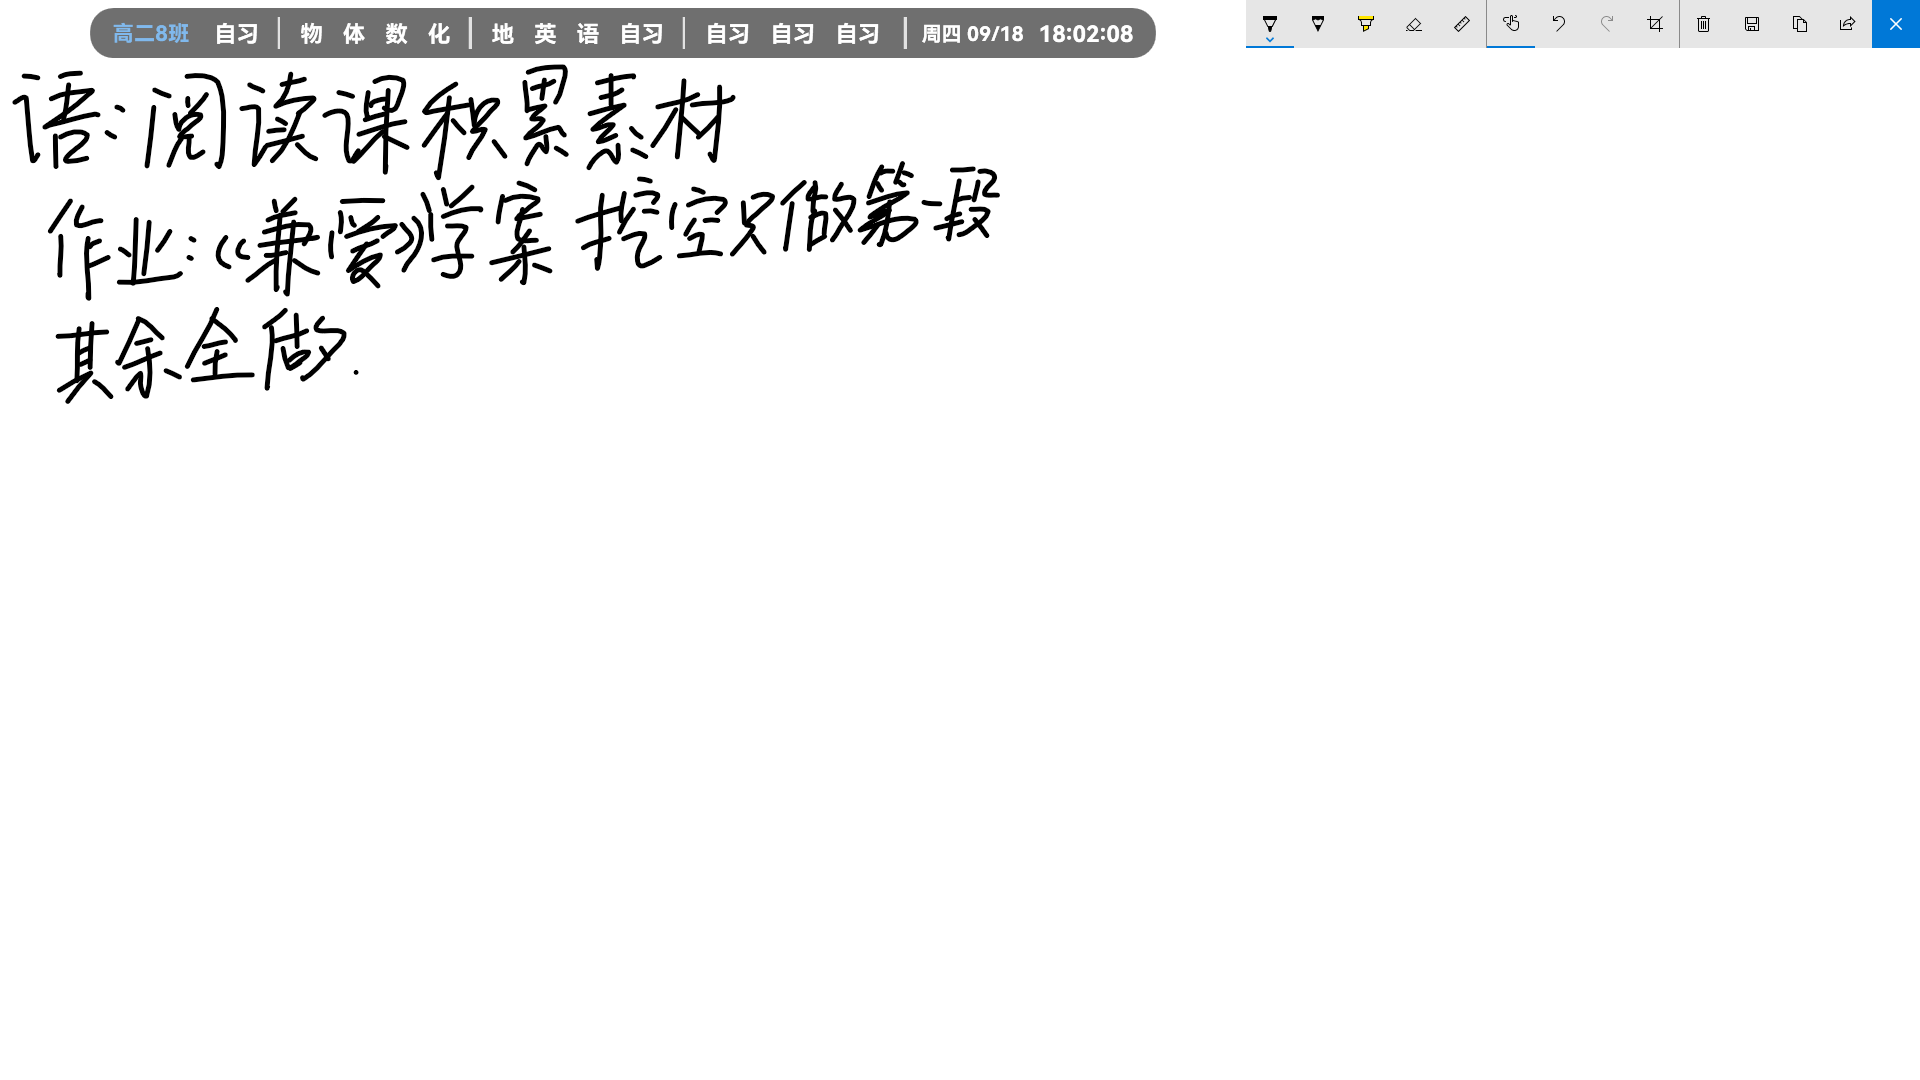 高二8班 自习 | 物 体 数 化 | 地 英 语 自习 | 自习 自习 自习 | 周四 09/18 18:02:08
语:阅读课积累素材
作业:《兼爱》学案 挖空只做第一段
其余全做.